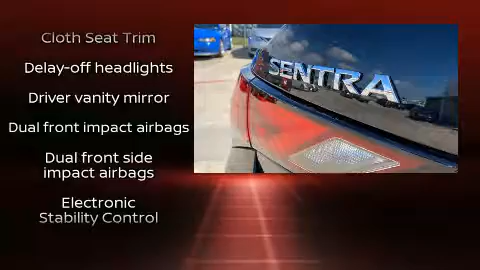 Cloth Seat Trim
Delay-off headlights
Driver vanity mirror
Dual front impact airbags
Dual front side
impact airbags
Electronic
Stability Control
SENTRA